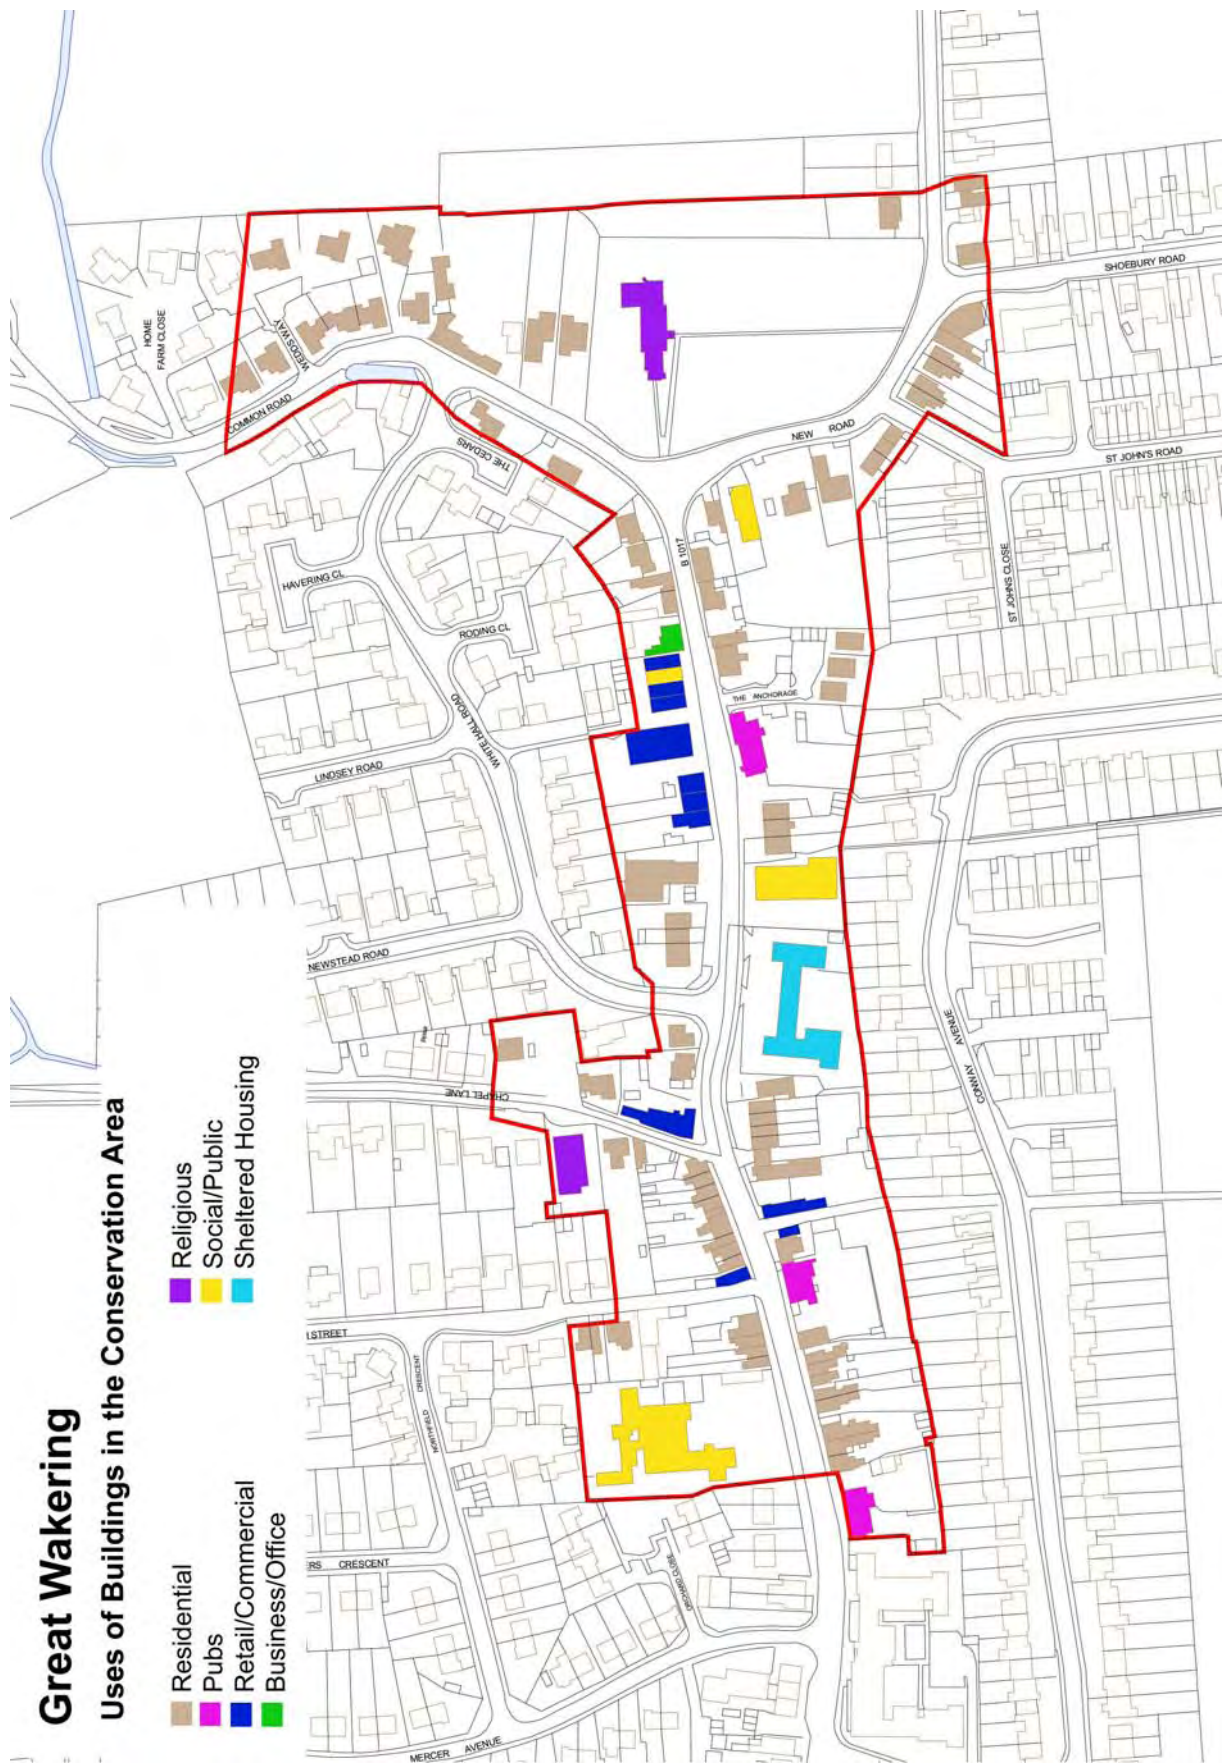 Great Wakering
Uses of Buildings in the Conservation Area
Residential
Pubs
Retail/Commercial
Business/Office
Religious
Social/Public
Sheltered Housing
HOME
FARM CLOSE
WEDDS WAY
COMMON ROAD
THE CEDARS
HAVERING CL
RODING CL
WHITEHALL ROAD
LINDSEY ROAD
NEWSTEAD ROAD
CHAPEL LANE
STREET
NORTHFIELD CRESCENT
ERS CRESCENT
ORCHARD CLOSE
MERCER AVENUE
B 1017
NEW ROAD
SHOEBURY ROAD
ST JOHN'S ROAD
ST JOHNS CLOSE
THE ANCHORAGE
CONWAY AVENUE